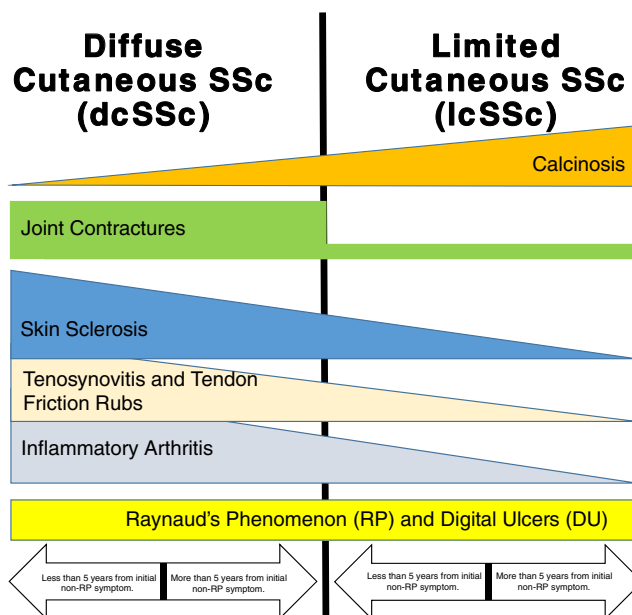 Diffuse
Cutaneous SSc
(dcSSc)
Limited
Cutaneous SSc
(lcSSc)
Calcinosis
Joint Contractures
Skin Sclerosis
Tenosynovitis and Tendon
Friction Rubs
Inflammatory Arthritis
Raynaud's Phenomenon (RP) and Digital Ulcers (DU)
Less than 5 years from initial
non-RP symptom.
More than 5 years from initial
non-RP symptom.
Less than 5 years from initial
non-RP symptom.
More than 5 years from initial
non-RP symptom.